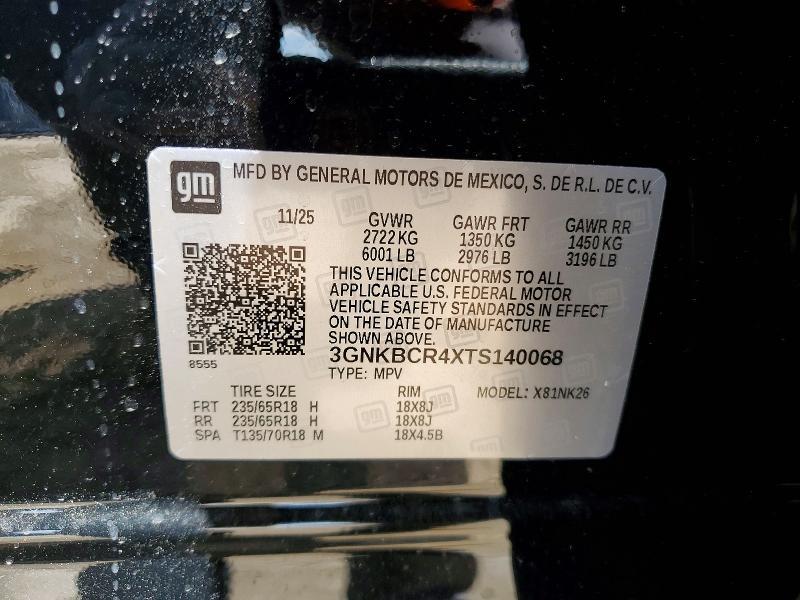 gm MFD BY GENERAL MOTORS DE MEXICO, S. DE R.L. DE C.V.
11/25 GVWR GAWR FRT GAWR RR
2722 KG 1350 KG 1450 KG
6001 LB 2976 LB 3196 LB
THIS VEHICLE CONFORMS TO ALL
APPLICABLE U.S. FEDERAL MOTOR
VEHICLE SAFETY STANDARDS IN EFFECT
ON THE DATE OF MANUFACTURE
SHOWN ABOVE.
3GNKBCR4XTS140068
8555
TYPE: MPV
TIRE SIZE RIM MODEL: X81NK26
FRT 235/65R18 H 18X8J
RR 235/65R18 H 18X8J
SPA T135/70R18 M 18X4.5B